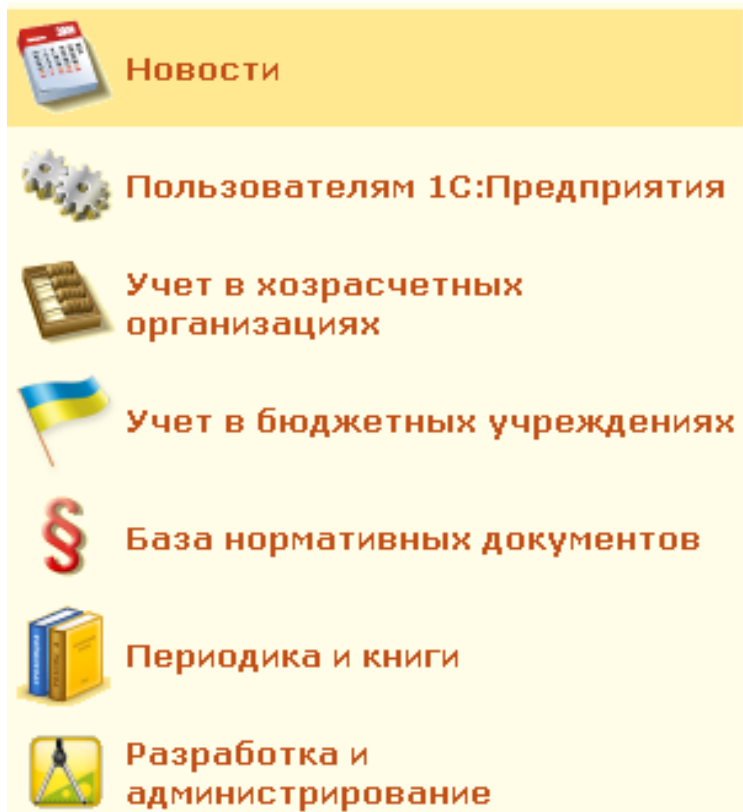 Новости
Пользователям 1С:Предприятия
Учет в хозрасчетных
организациях
Учет в бюджетных учреждениях
§
База нормативных документов
Периодика и книги
Разработка и
администрирование